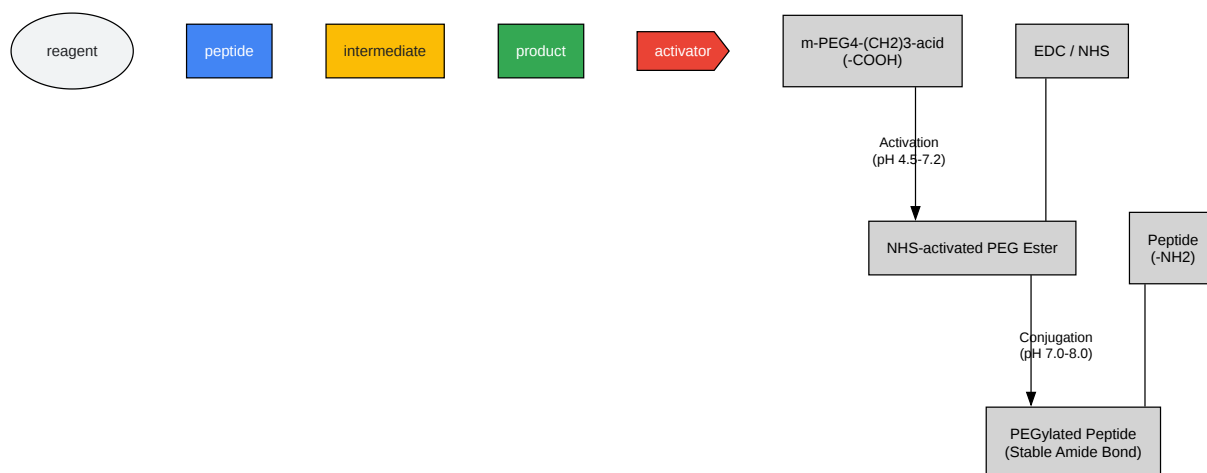 reagent
peptide
intermediate
product
activator
m-PEG4-(CH2)3-acid
(-COOH)
EDC / NHS
Activation
(pH 4.5-7.2)
NHS-activated PEG Ester
Peptide
(-NH2)
Conjugation
(pH 7.0-8.0)
PEGylated Peptide
(Stable Amide Bond)